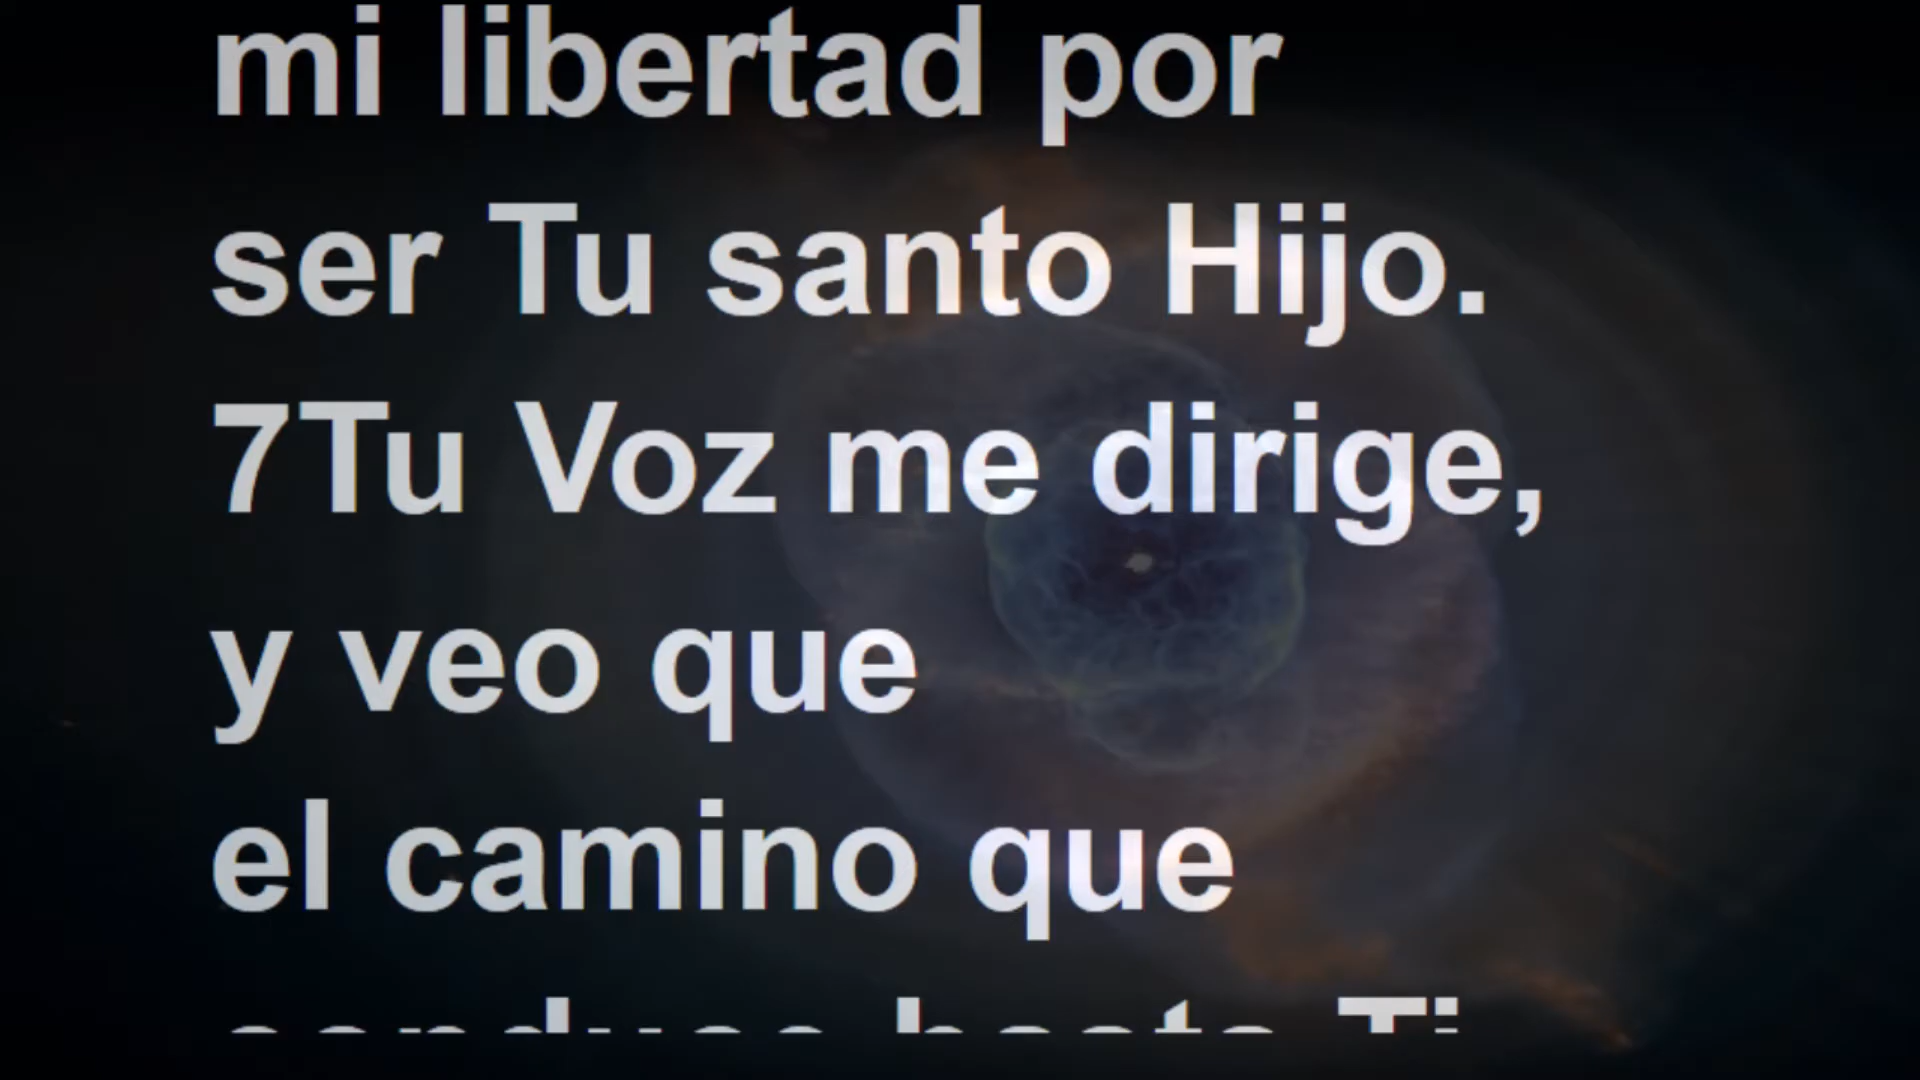 mi libertad por
ser Tu santo Hijo.
7Tu Voz me dirige,
y veo que
el camino que